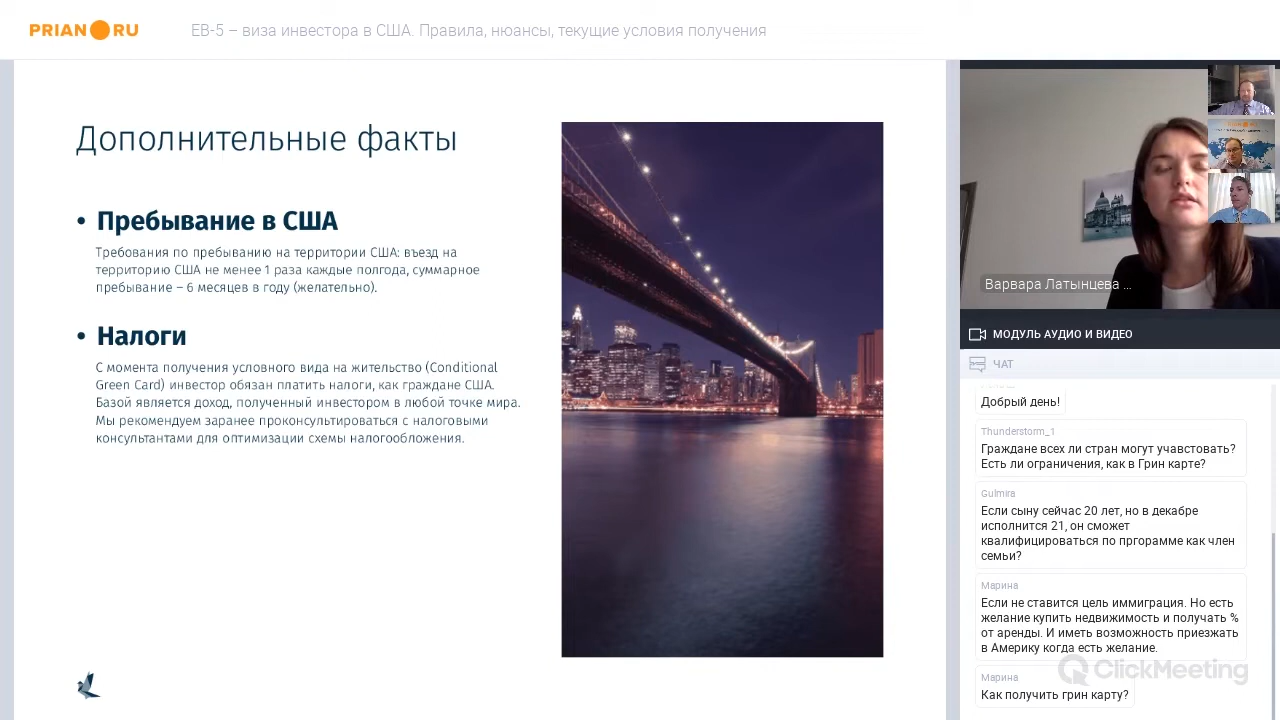 PRIAN RU
EB-5 – виза инвестора в США. Правила, нюансы, текущие условия получения
Дополнительные факты
• Пребывание в США
Требования по пребыванию на территории США: въезд на
территорию США не менее 1 раза каждые полгода, суммарное
пребывание – 6 месяцев в году (желательно).
• Налоги
С момента получения условного вида на жительство (Conditional
Green Card) инвестор обязан платить налоги, как граждане США.
Базой является доход, полученный инвестором в любой точке мира.
Мы рекомендуем заранее проконсультироваться с налоговыми
консультантами для оптимизации схемы налогообложения.
PRIAN RU
Варвара Латынцева ...
МОДУЛЬ АУДИО И ВИДЕО
ЧАТ
Добрый день!
Thunderstorm_1
Граждане всех ли стран могут учавстовать?
Есть ли ограничения, как в Грин карте?
Gulmira
Если сыну сейчас 20 лет, но в декабре
исполнится 21, он сможет
квалифицироваться по пргорамме как член
семьи?
Марина
Если не ставится цель иммиграция. Но есть
желание купить недвижимость и получать %
от аренды. И иметь возможность приезжать
в Америку когда есть желание.
Марина
Как получить грин карту?
ClickMeeting